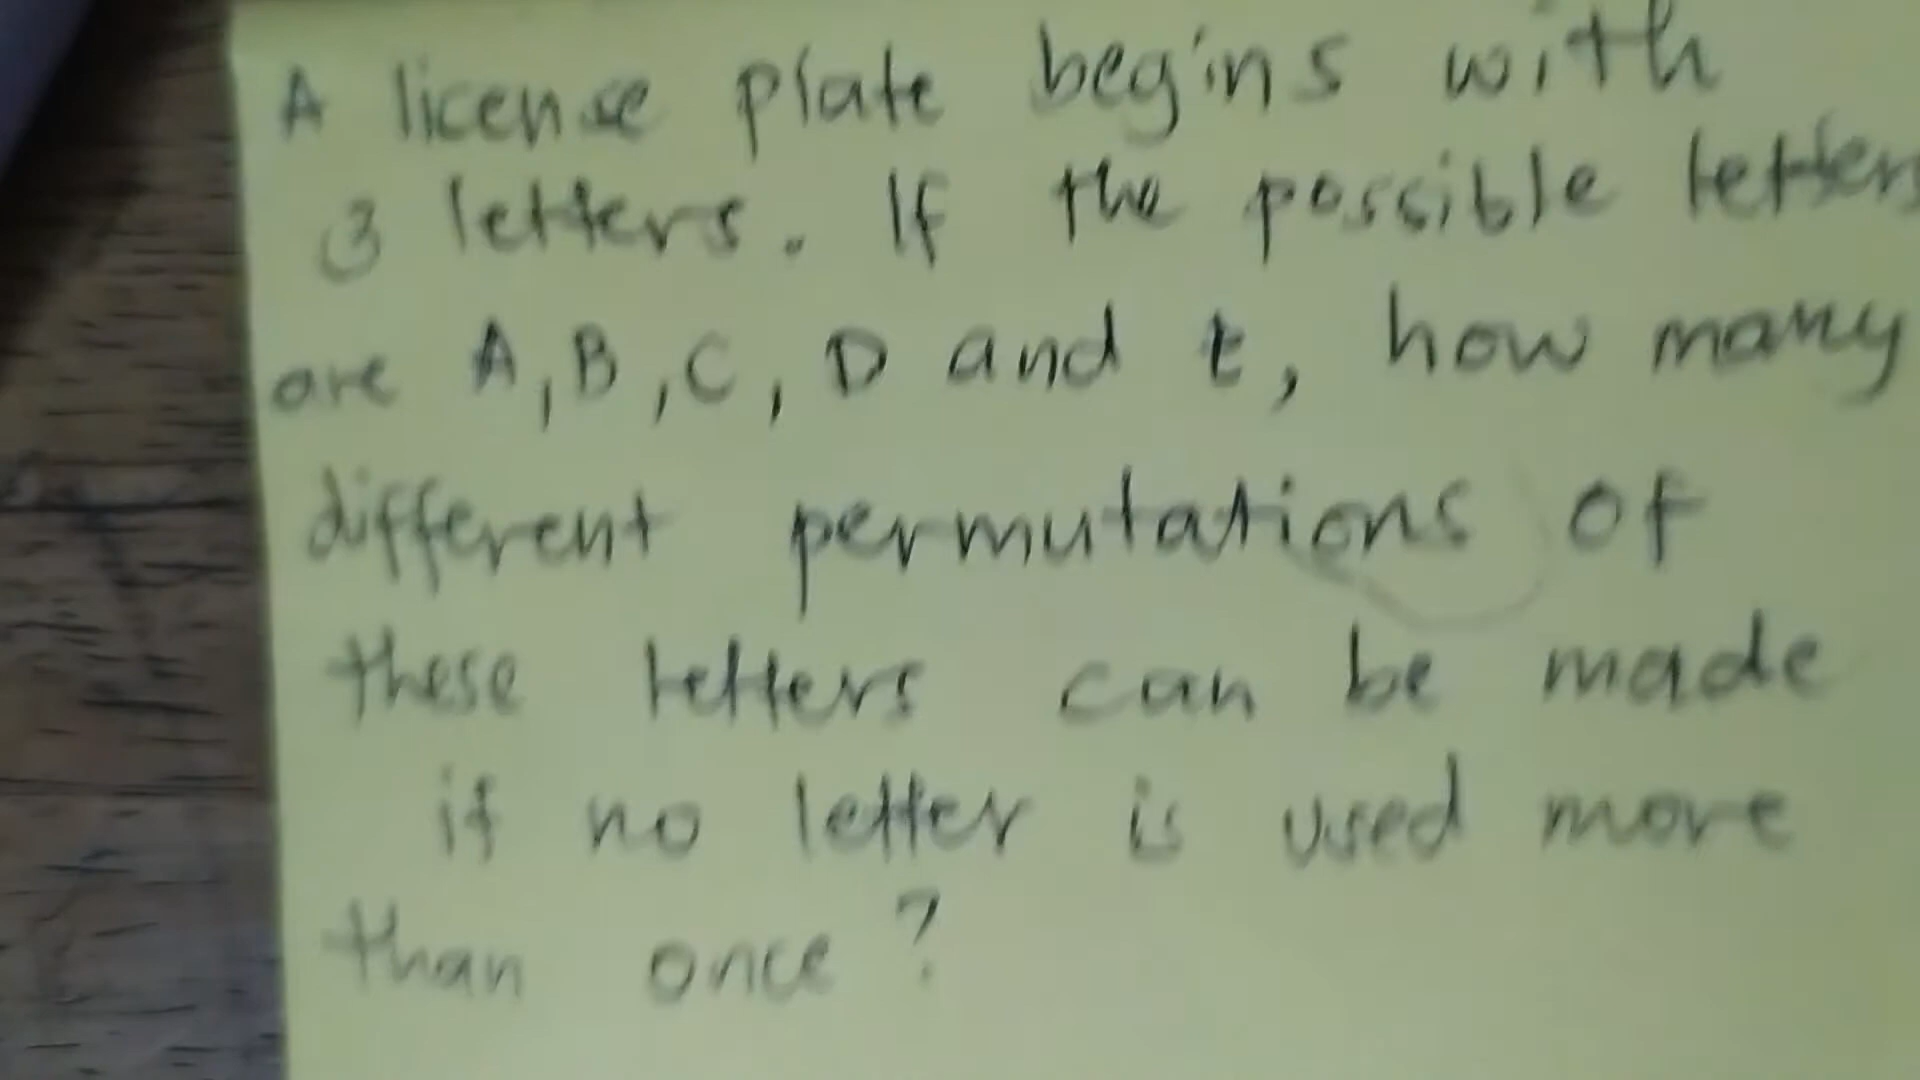 A license plate begins with
3 letters. If the possible letters
are A, B, C, D and t, how many
different permutations of
these letters can be made
if no letter is used more
than once?